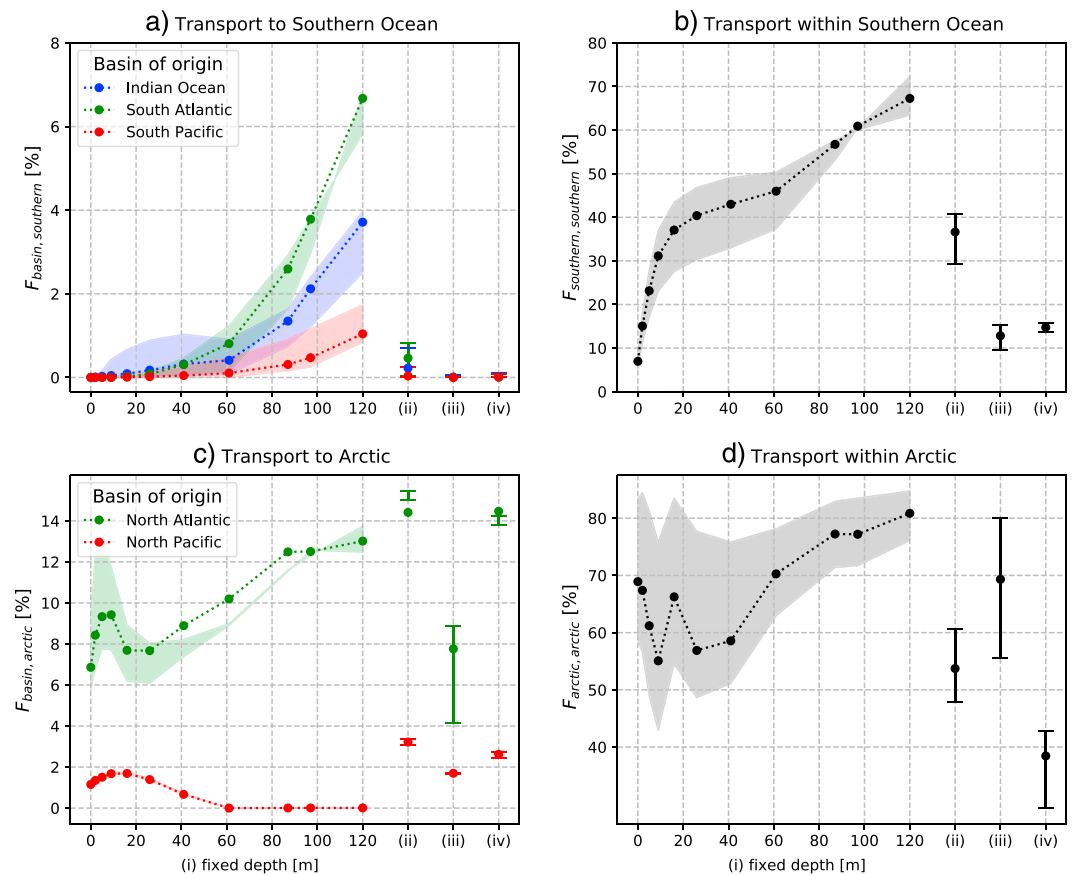 a) Transport to Southern Ocean
F_basin, southern [%]
8
6
4
2
0
Basin of origin
Indian Ocean
South Atlantic
South Pacific
0 20 40 60 80 100 120 (ii) (iii) (iv)
b) Transport within Southern Ocean
F_southern, southern [%]
80
70
60
50
40
30
20
10
0
0 20 40 60 80 100 120 (ii) (iii) (iv)
c) Transport to Arctic
F_basin, arctic [%]
14
12
10
8
6
4
2
0
Basin of origin
North Atlantic
North Pacific
0 20 40 60 80 100 120 (ii) (iii) (iv)
(i) fixed depth [m]
d) Transport within Arctic
F_arctic, arctic [%]
80
70
60
50
40
0 20 40 60 80 100 120 (ii) (iii) (iv)
(i) fixed depth [m]